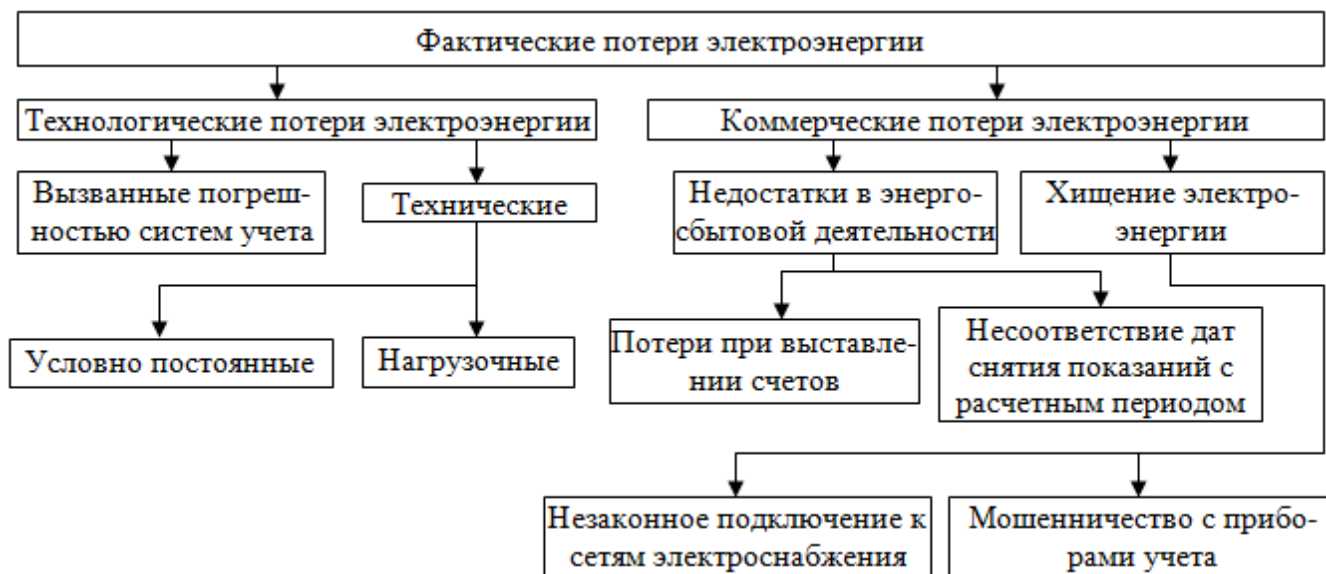 Фактические потери электроэнергии
Технологические потери электроэнергии
Коммерческие потери электроэнергии
Вызванные погреш-
ностью систем учета
Технические
Недостатки в энерго-
сбытовой деятельности
Хищение электро-
энергии
Условно постоянные
Нагрузочные
Потери при выставле-
нии счетов
Несоответствие дат
снятия показаний с
расчетным периодом
Незаконное подключение к
сетям электроснабжения
Мошенничество с прибо-
рами учета